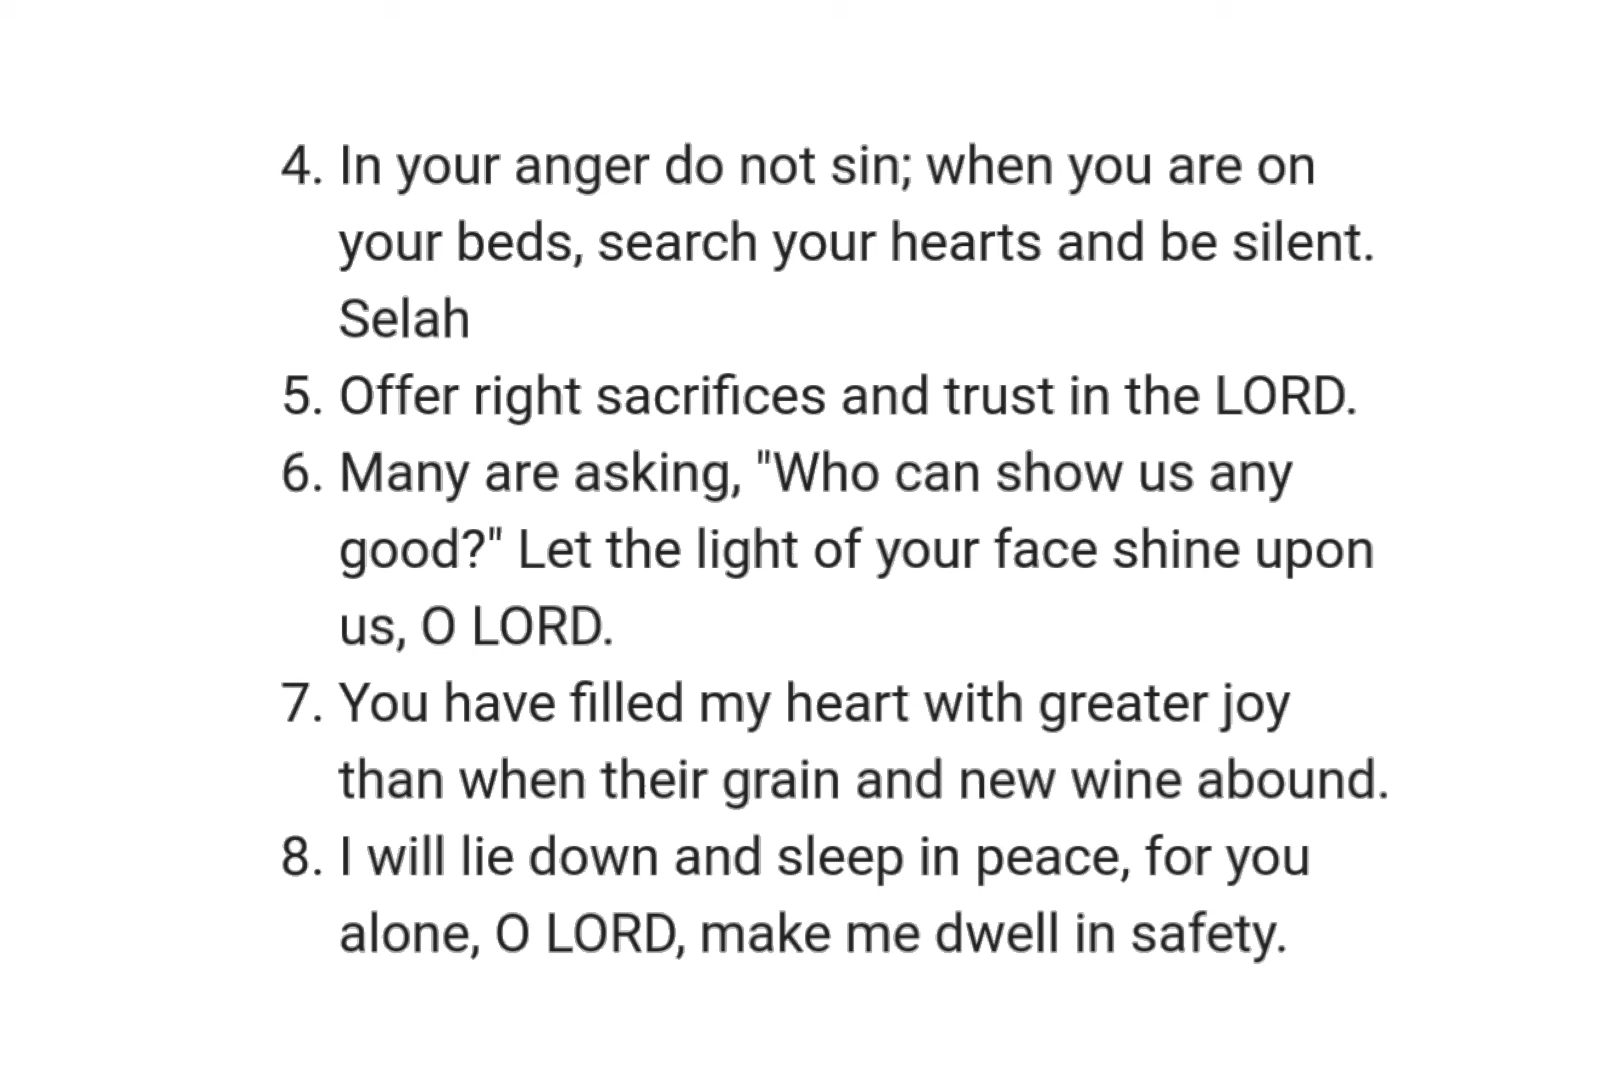 4. In your anger do not sin; when you are on
your beds, search your hearts and be silent.
Selah
5. Offer right sacrifices and trust in the LORD.
6. Many are asking, "Who can show us any
good?" Let the light of your face shine upon
us, O LORD.
7. You have filled my heart with greater joy
than when their grain and new wine abound.
8. I will lie down and sleep in peace, for you
alone, O LORD, make me dwell in safety.